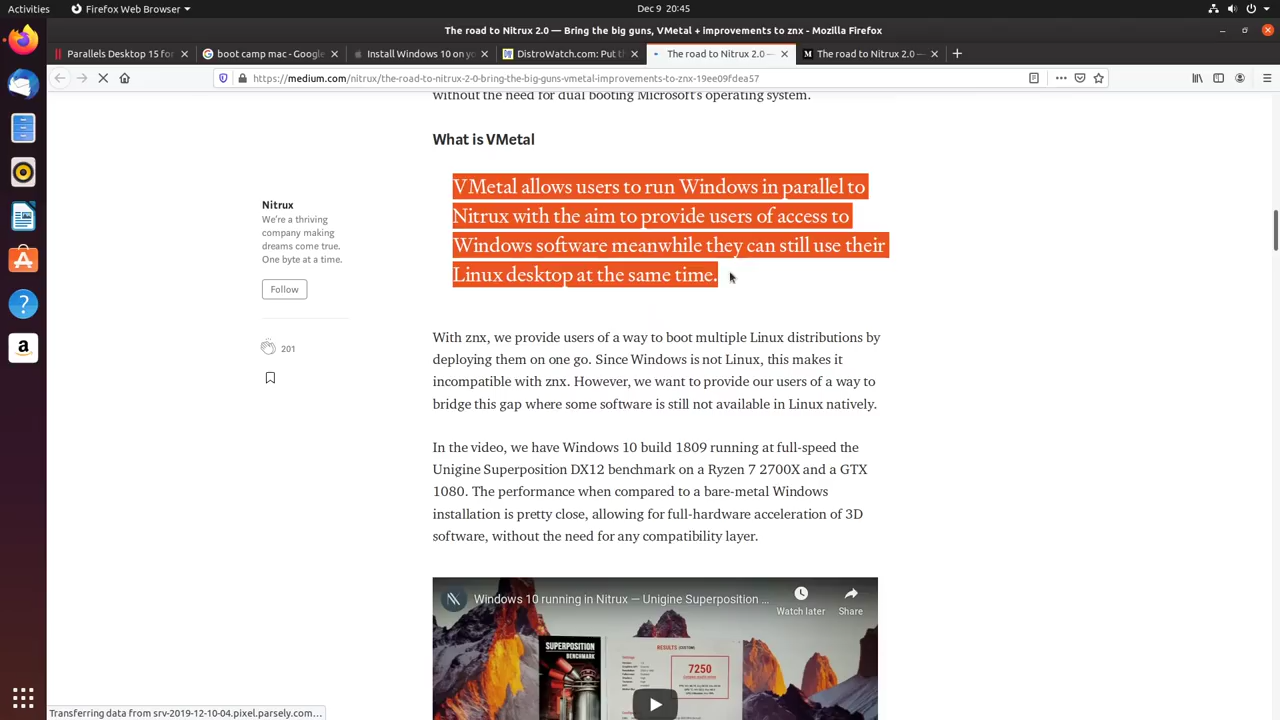 Activities
Firefox Web Browser
Dec 9 20:45
The road to Nitrux 2.0 — Bring the big guns, VMetal + improvements to znx - Mozilla Firefox
Parallels Desktop 15 for
boot camp mac - Google
Install Windows 10 on yo
DistroWatch.com: Put th
The road to Nitrux 2.0 —
The road to Nitrux 2.0 —
https://medium.com/nitrux/the-road-to-nitrux-2-0-bring-the-big-guns-vmetal-improvements-to-znx-19ee09fdea57
without the need for dual booting Microsoft's operating system.
What is VMetal
VMetal allows users to run Windows in parallel to
Nitrux with the aim to provide users of access to
Windows software meanwhile they can still use their
Linux desktop at the same time.
Nitrux
We're a thriving
company making
dreams come true.
One byte at a time.
Follow
201
With znx, we provide users of a way to boot multiple Linux distributions by
deploying them on one go. Since Windows is not Linux, this makes it
incompatible with znx. However, we want to provide our users of a way to
bridge this gap where some software is still not available in Linux natively.
In the video, we have Windows 10 build 1809 running at full-speed the
Unigine Superposition DX12 benchmark on a Ryzen 7 2700X and a GTX
1080. The performance when compared to a bare-metal Windows
installation is pretty close, allowing for full-hardware acceleration of 3D
software, without the need for any compatibility layer.
Windows 10 running in Nitrux — Unigine Superposition ...
Watch later
Share
SUPERPOSITION
BENCHMARK
RESULTS (CUSTOM)
7250
Transferring data from srv-2019-12-10-04.pixel.parsely.com…